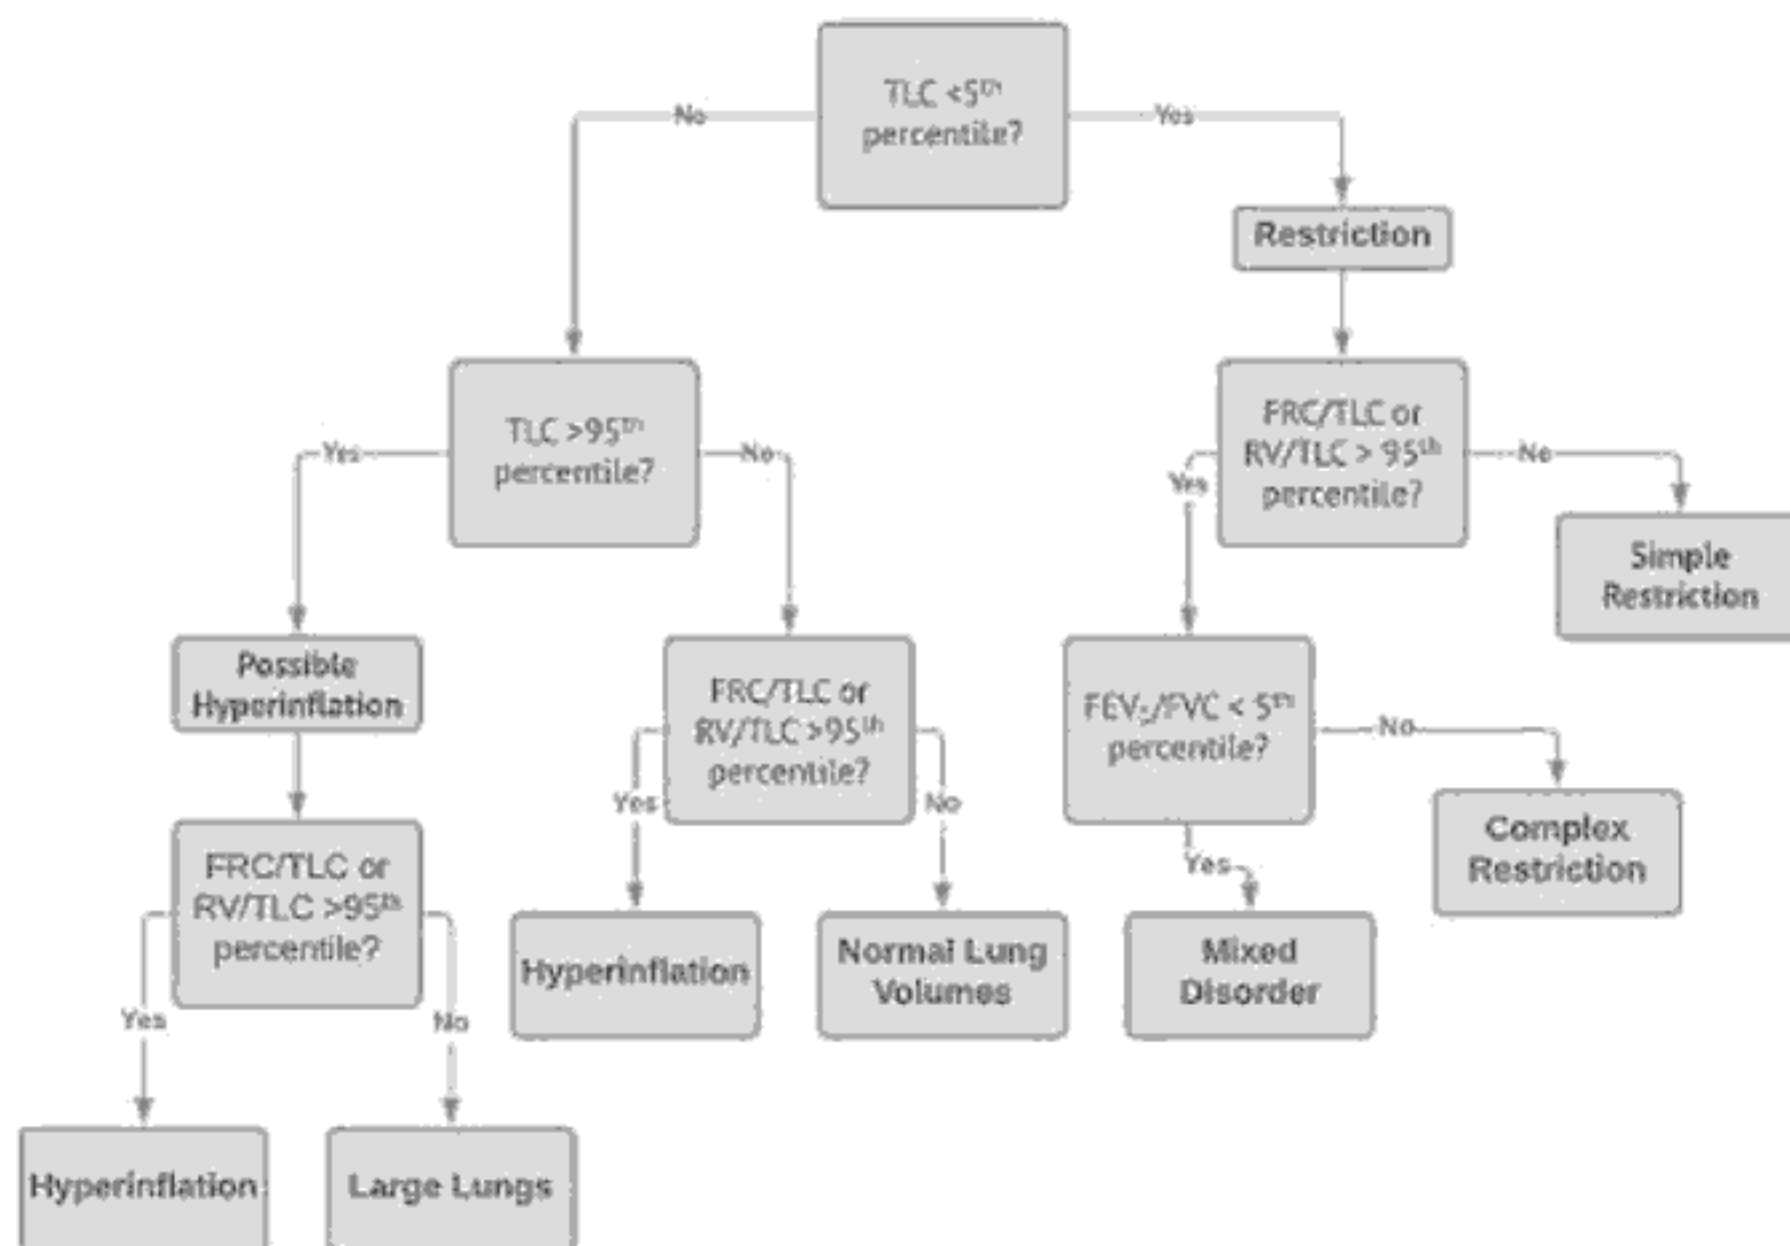 TLC <5th
percentile?
No
Yes
Restriction
TLC >95th
percentile?
FRC/TLC or
RV/TLC > 95th
percentile?
Yes
No
Yes
No
Simple
Restriction
Possible
Hyperinflation
FRC/TLC or
RV/TLC >95th
percentile?
FEV₁/FVC < 5th
percentile?
Yes
No
No
Complex
Restriction
FRC/TLC or
RV/TLC >95th
percentile?
Yes
Hyperinflation
Normal Lung
Volumes
Mixed
Disorder
Yes
No
Hyperinflation
Large Lungs